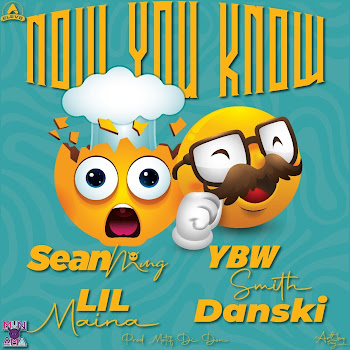 NOW YOU KNOW
Sean Ming
YBW Smith
LIL Maina
Danski